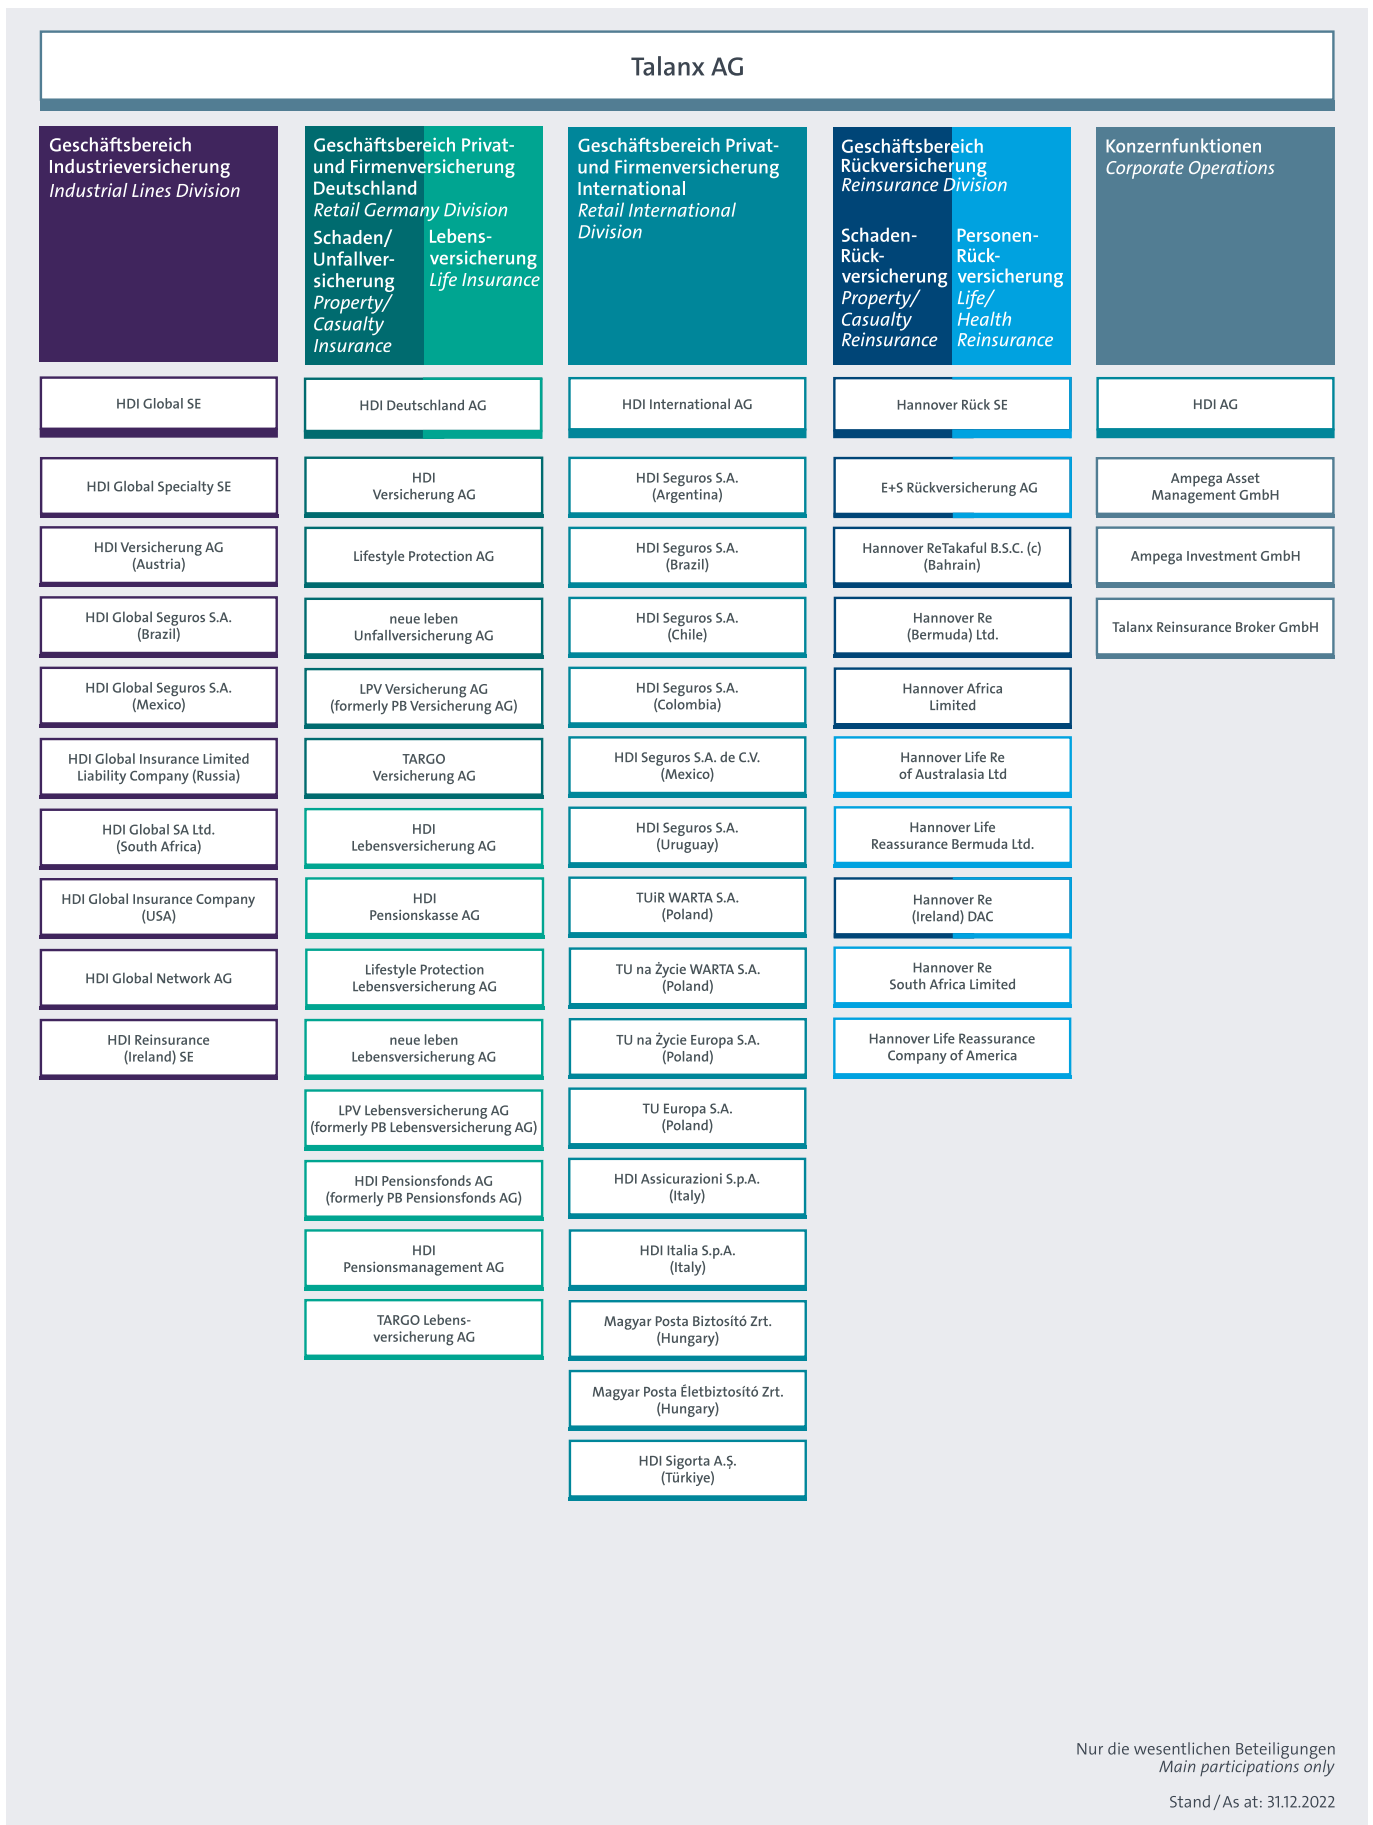 Talanx AG
Geschäftsbereich
Industrieversicherung
Industrial Lines Division
Geschäftsbereich Privat-
und Firmenversicherung
Deutschland
Retail Germany Division
Schaden/
Unfallver-
sicherung
Property/
Casualty
Insurance
Lebens-
versicherung
Life Insurance
Geschäftsbereich Privat-
und Firmenversicherung
International
Retail International
Division
Geschäftsbereich
Rückversicherung
Reinsurance Division
Schaden-
Rück-
versicherung
Property/
Casualty
Reinsurance
Personen-
Rück-
versicherung
Life/
Health
Reinsurance
Konzernfunktionen
Corporate Operations
HDI Global SE
HDI Global Specialty SE
HDI Versicherung AG
(Austria)
HDI Global Seguros S.A.
(Brazil)
HDI Global Seguros S.A.
(Mexico)
HDI Global Insurance Limited
Liability Company (Russia)
HDI Global SA Ltd.
(South Africa)
HDI Global Insurance Company
(USA)
HDI Global Network AG
HDI Reinsurance
(Ireland) SE
HDI Deutschland AG
HDI
Versicherung AG
Lifestyle Protection AG
neue leben
Unfallversicherung AG
LPV Versicherung AG
(formerly PB Versicherung AG)
TARGO
Versicherung AG
HDI
Lebensversicherung AG
HDI
Pensionskasse AG
Lifestyle Protection
Lebensversicherung AG
neue leben
Lebensversicherung AG
LPV Lebensversicherung AG
(formerly PB Lebensversicherung AG)
HDI Pensionsfonds AG
(formerly PB Pensionsfonds AG)
HDI
Pensionsmanagement AG
TARGO Lebens-
versicherung AG
HDI International AG
HDI Seguros S.A.
(Argentina)
HDI Seguros S.A.
(Brazil)
HDI Seguros S.A.
(Chile)
HDI Seguros S.A.
(Colombia)
HDI Seguros S.A. de C.V.
(Mexico)
HDI Seguros S.A.
(Uruguay)
TUiR WARTA S.A.
(Poland)
TU na Życie WARTA S.A.
(Poland)
TU na Życie Europa S.A.
(Poland)
TU Europa S.A.
(Poland)
HDI Assicurazioni S.p.A.
(Italy)
HDI Italia S.p.A.
(Italy)
Magyar Posta Biztosító Zrt.
(Hungary)
Magyar Posta Életbiztosító Zrt.
(Hungary)
HDI Sigorta A.Ş.
(Türkiye)
Hannover Rück SE
E+S Rückversicherung AG
Hannover ReTakaful B.S.C. (c)
(Bahrain)
Hannover Re
(Bermuda) Ltd.
Hannover Africa
Limited
Hannover Life Re
of Australasia Ltd
Hannover Life
Reassurance Bermuda Ltd.
Hannover Re
(Ireland) DAC
Hannover Re
South Africa Limited
Hannover Life Reassurance
Company of America
HDI AG
Ampega Asset
Management GmbH
Ampega Investment GmbH
Talanx Reinsurance Broker GmbH
Nur die wesentlichen Beteiligungen
Main participations only
Stand / As at: 31.12.2022